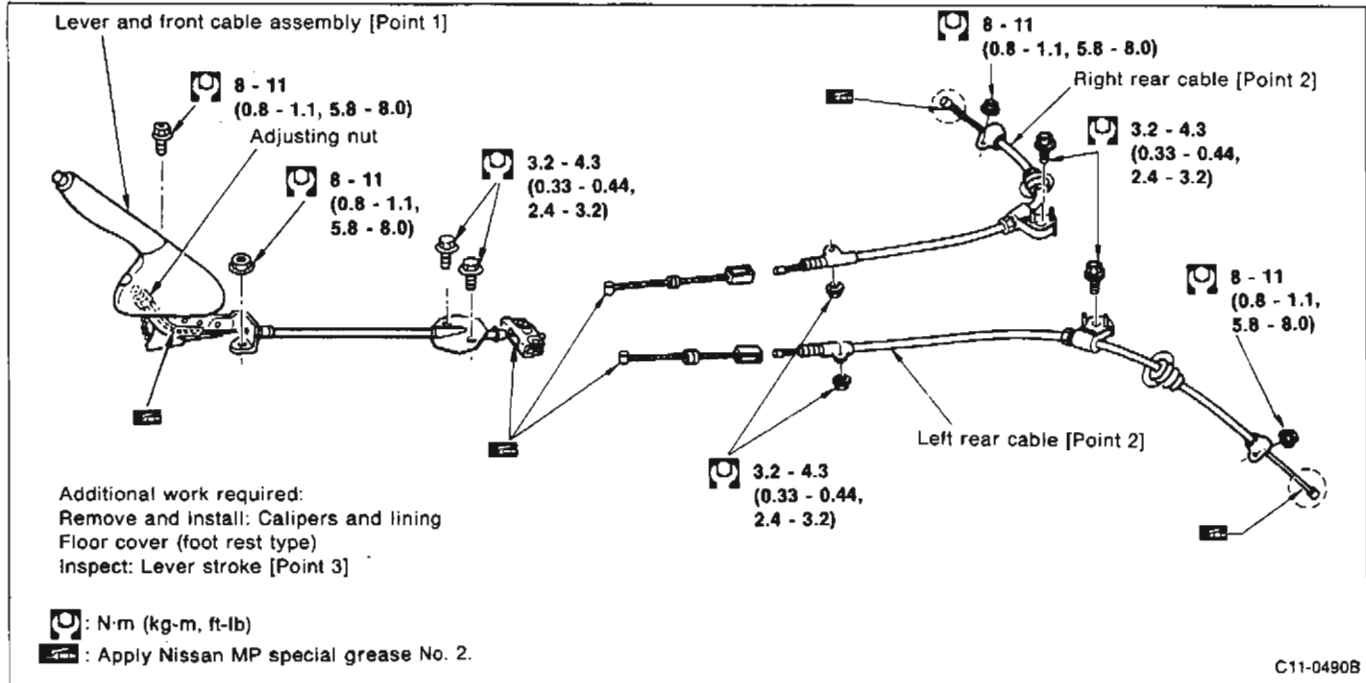 Lever and front cable assembly [Point 1]
8 - 11
(0.8 - 1.1, 5.8 - 8.0)
Adjusting nut
8 - 11
(0.8 - 1.1,
5.8 - 8.0)
3.2 - 4.3
(0.33 - 0.44,
2.4 - 3.2)
8 - 11
(0.8 - 1.1, 5.8 - 8.0)
Right rear cable [Point 2]
3.2 - 4.3
(0.33 - 0.44,
2.4 - 3.2)
8 - 11
(0.8 - 1.1,
5.8 - 8.0)
Left rear cable [Point 2]
3.2 - 4.3
(0.33 - 0.44,
2.4 - 3.2)
Additional work required:
Remove and install: Calipers and lining
Floor cover (foot rest type)
Inspect: Lever stroke [Point 3]
: N·m (kg-m, ft-lb)
: Apply Nissan MP special grease No. 2.
C11-0490B